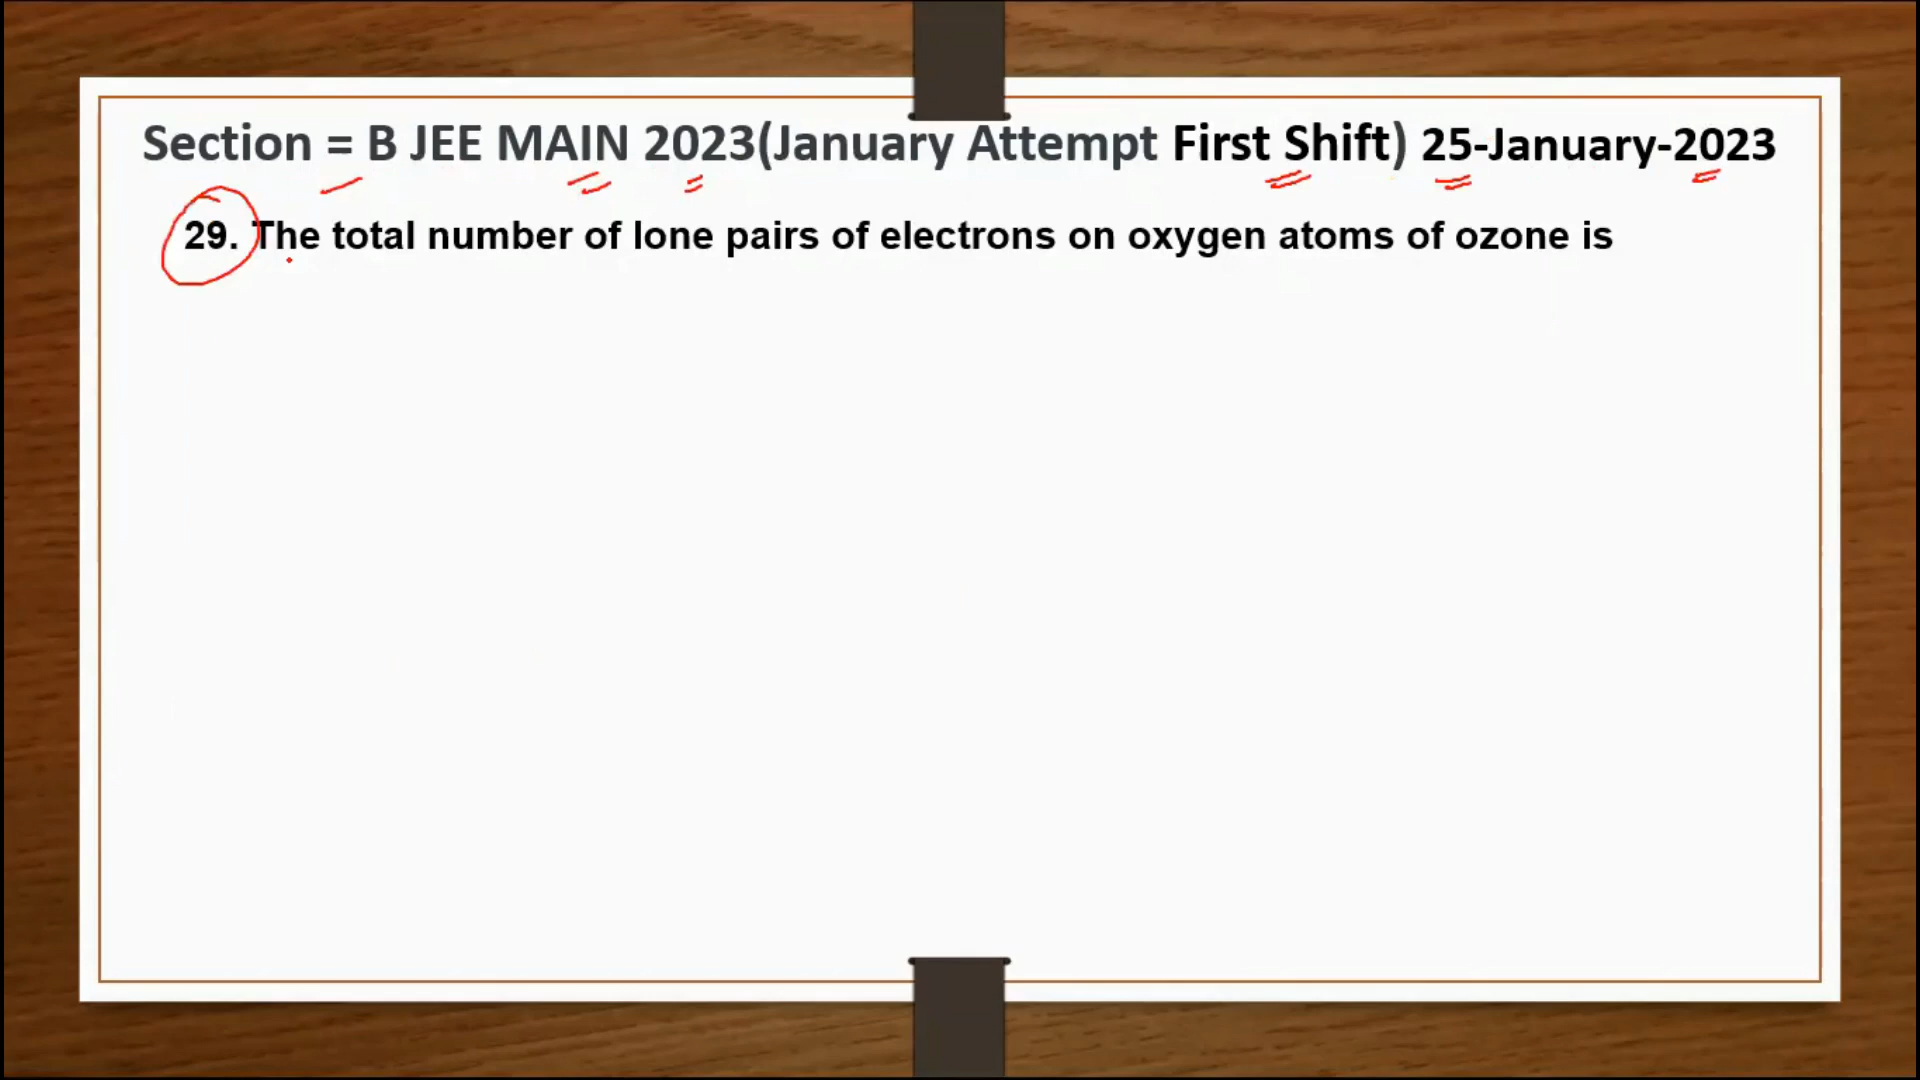 Section = B JEE MAIN 2023(January Attempt First Shift) 25-January-2023
29. The total number of lone pairs of electrons on oxygen atoms of ozone is